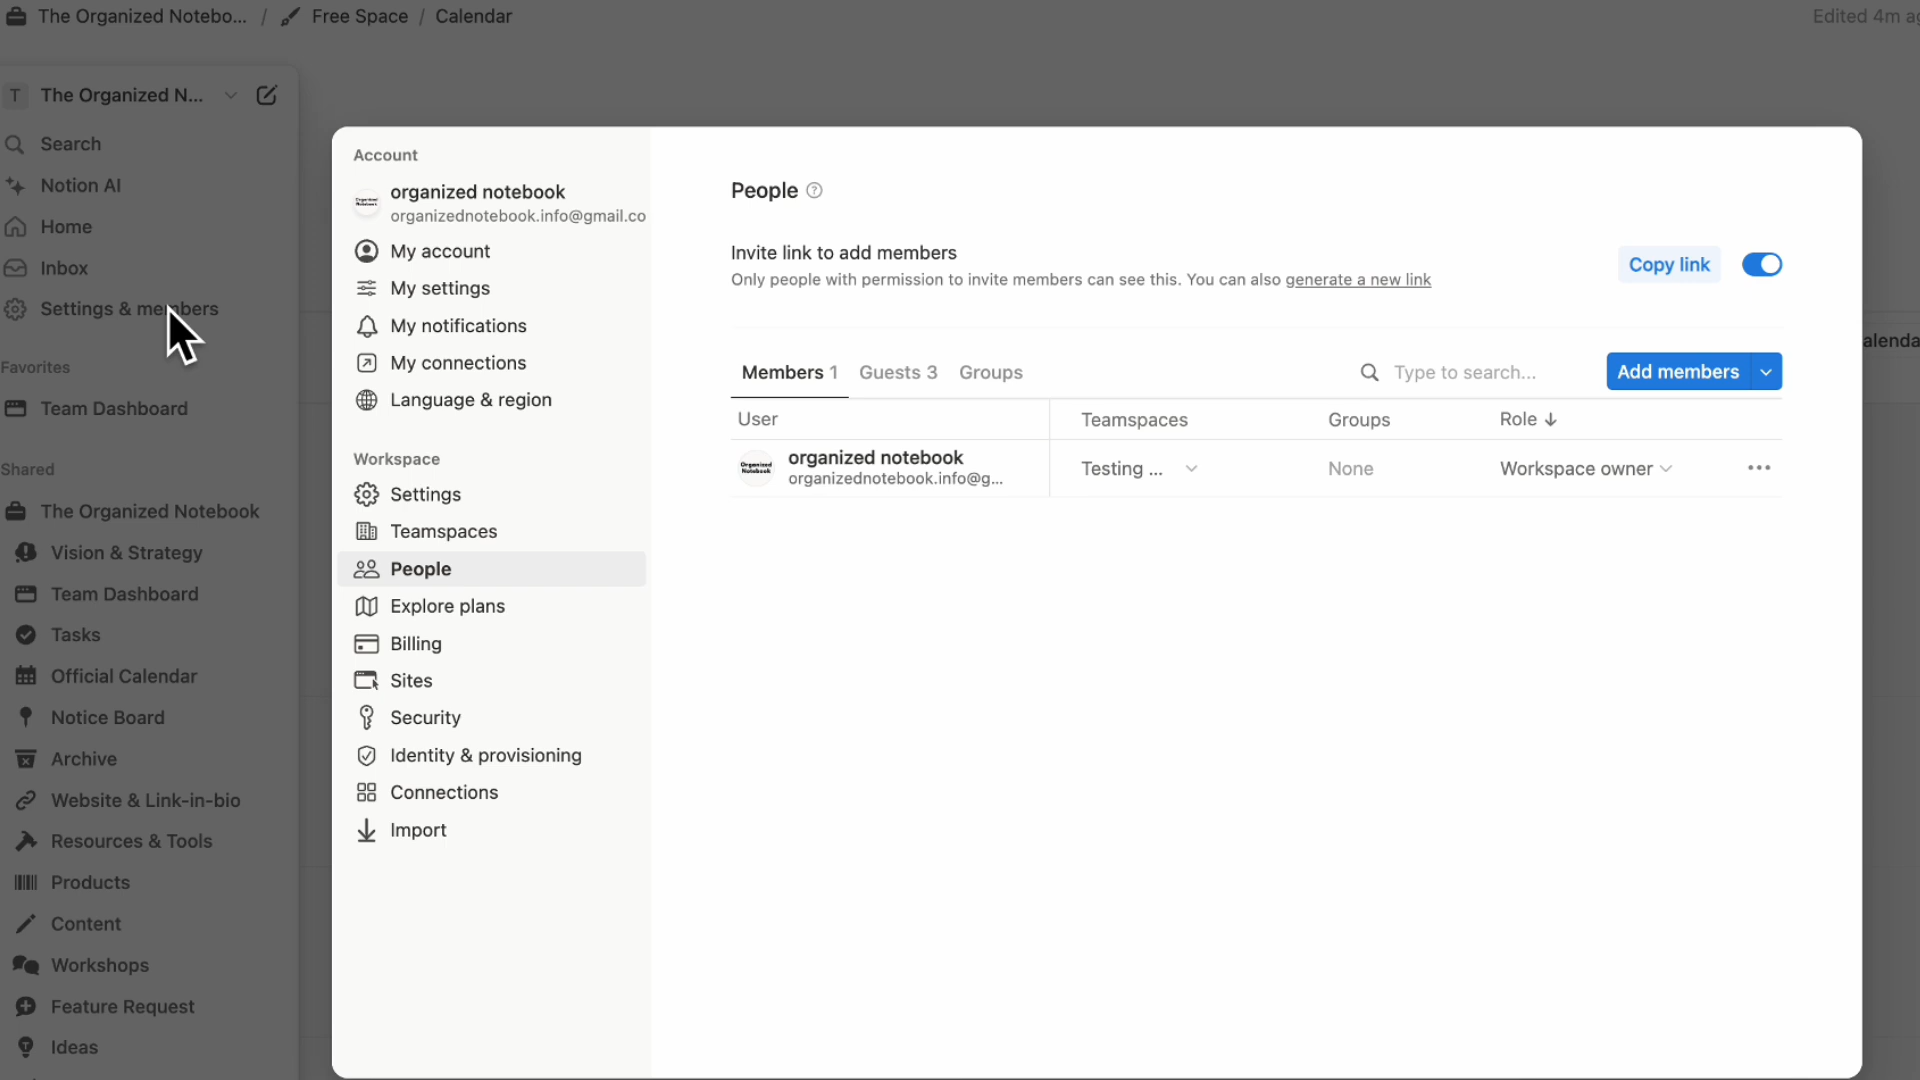 The Organized Notebo... / Free Space / Calendar
Edited 4m
T The Organized N...
Search
Notion AI
Home
Inbox
Settings & members
Favorites
Team Dashboard
Shared
The Organized Notebook
Vision & Strategy
Team Dashboard
Tasks
Official Calendar
Notice Board
Archive
Website & Link-in-bio
Resources & Tools
Products
Content
Workshops
Feature Request
Ideas
Account
Organized Notebook
organized notebook
organizednotebook.info@gmail.co
My account
My settings
My notifications
My connections
Language & region
Workspace
Settings
Teamspaces
People
Explore plans
Billing
Sites
Security
Identity & provisioning
Connections
Import
People ?
Invite link to add members
Only people with permission to invite members can see this. You can also generate a new link
Copy link
Members 1 Guests 3 Groups
Type to search...
Add members
User Teamspaces Groups Role ↓
Organized Notebook
organized notebook
organizednotebook.info@g...
Testing ... None Workspace owner
alenda